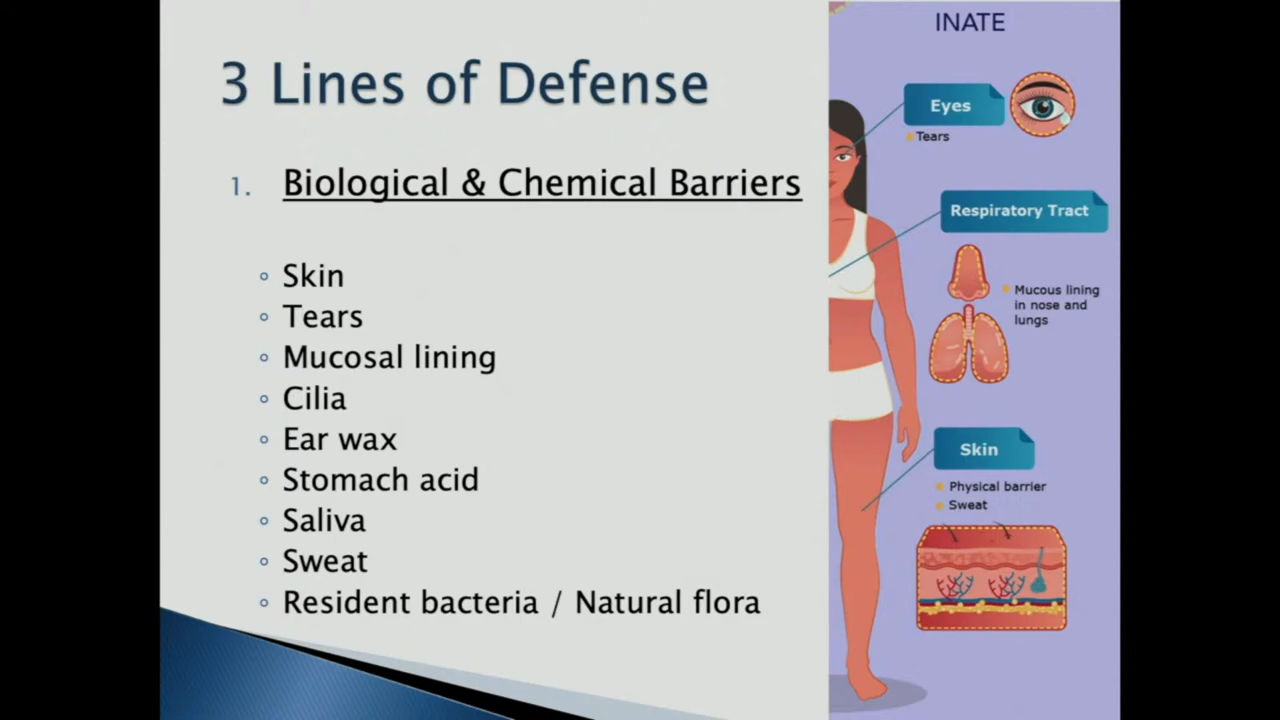 3 Lines of Defense
1. Biological & Chemical Barriers
Skin
Tears
Mucosal lining
Cilia
Ear wax
Stomach acid
Saliva
Sweat
Resident bacteria / Natural flora
INATE
Eyes
Tears
Respiratory Tract
Mucous lining
in nose and
lungs
Skin
Physical barrier
Sweat